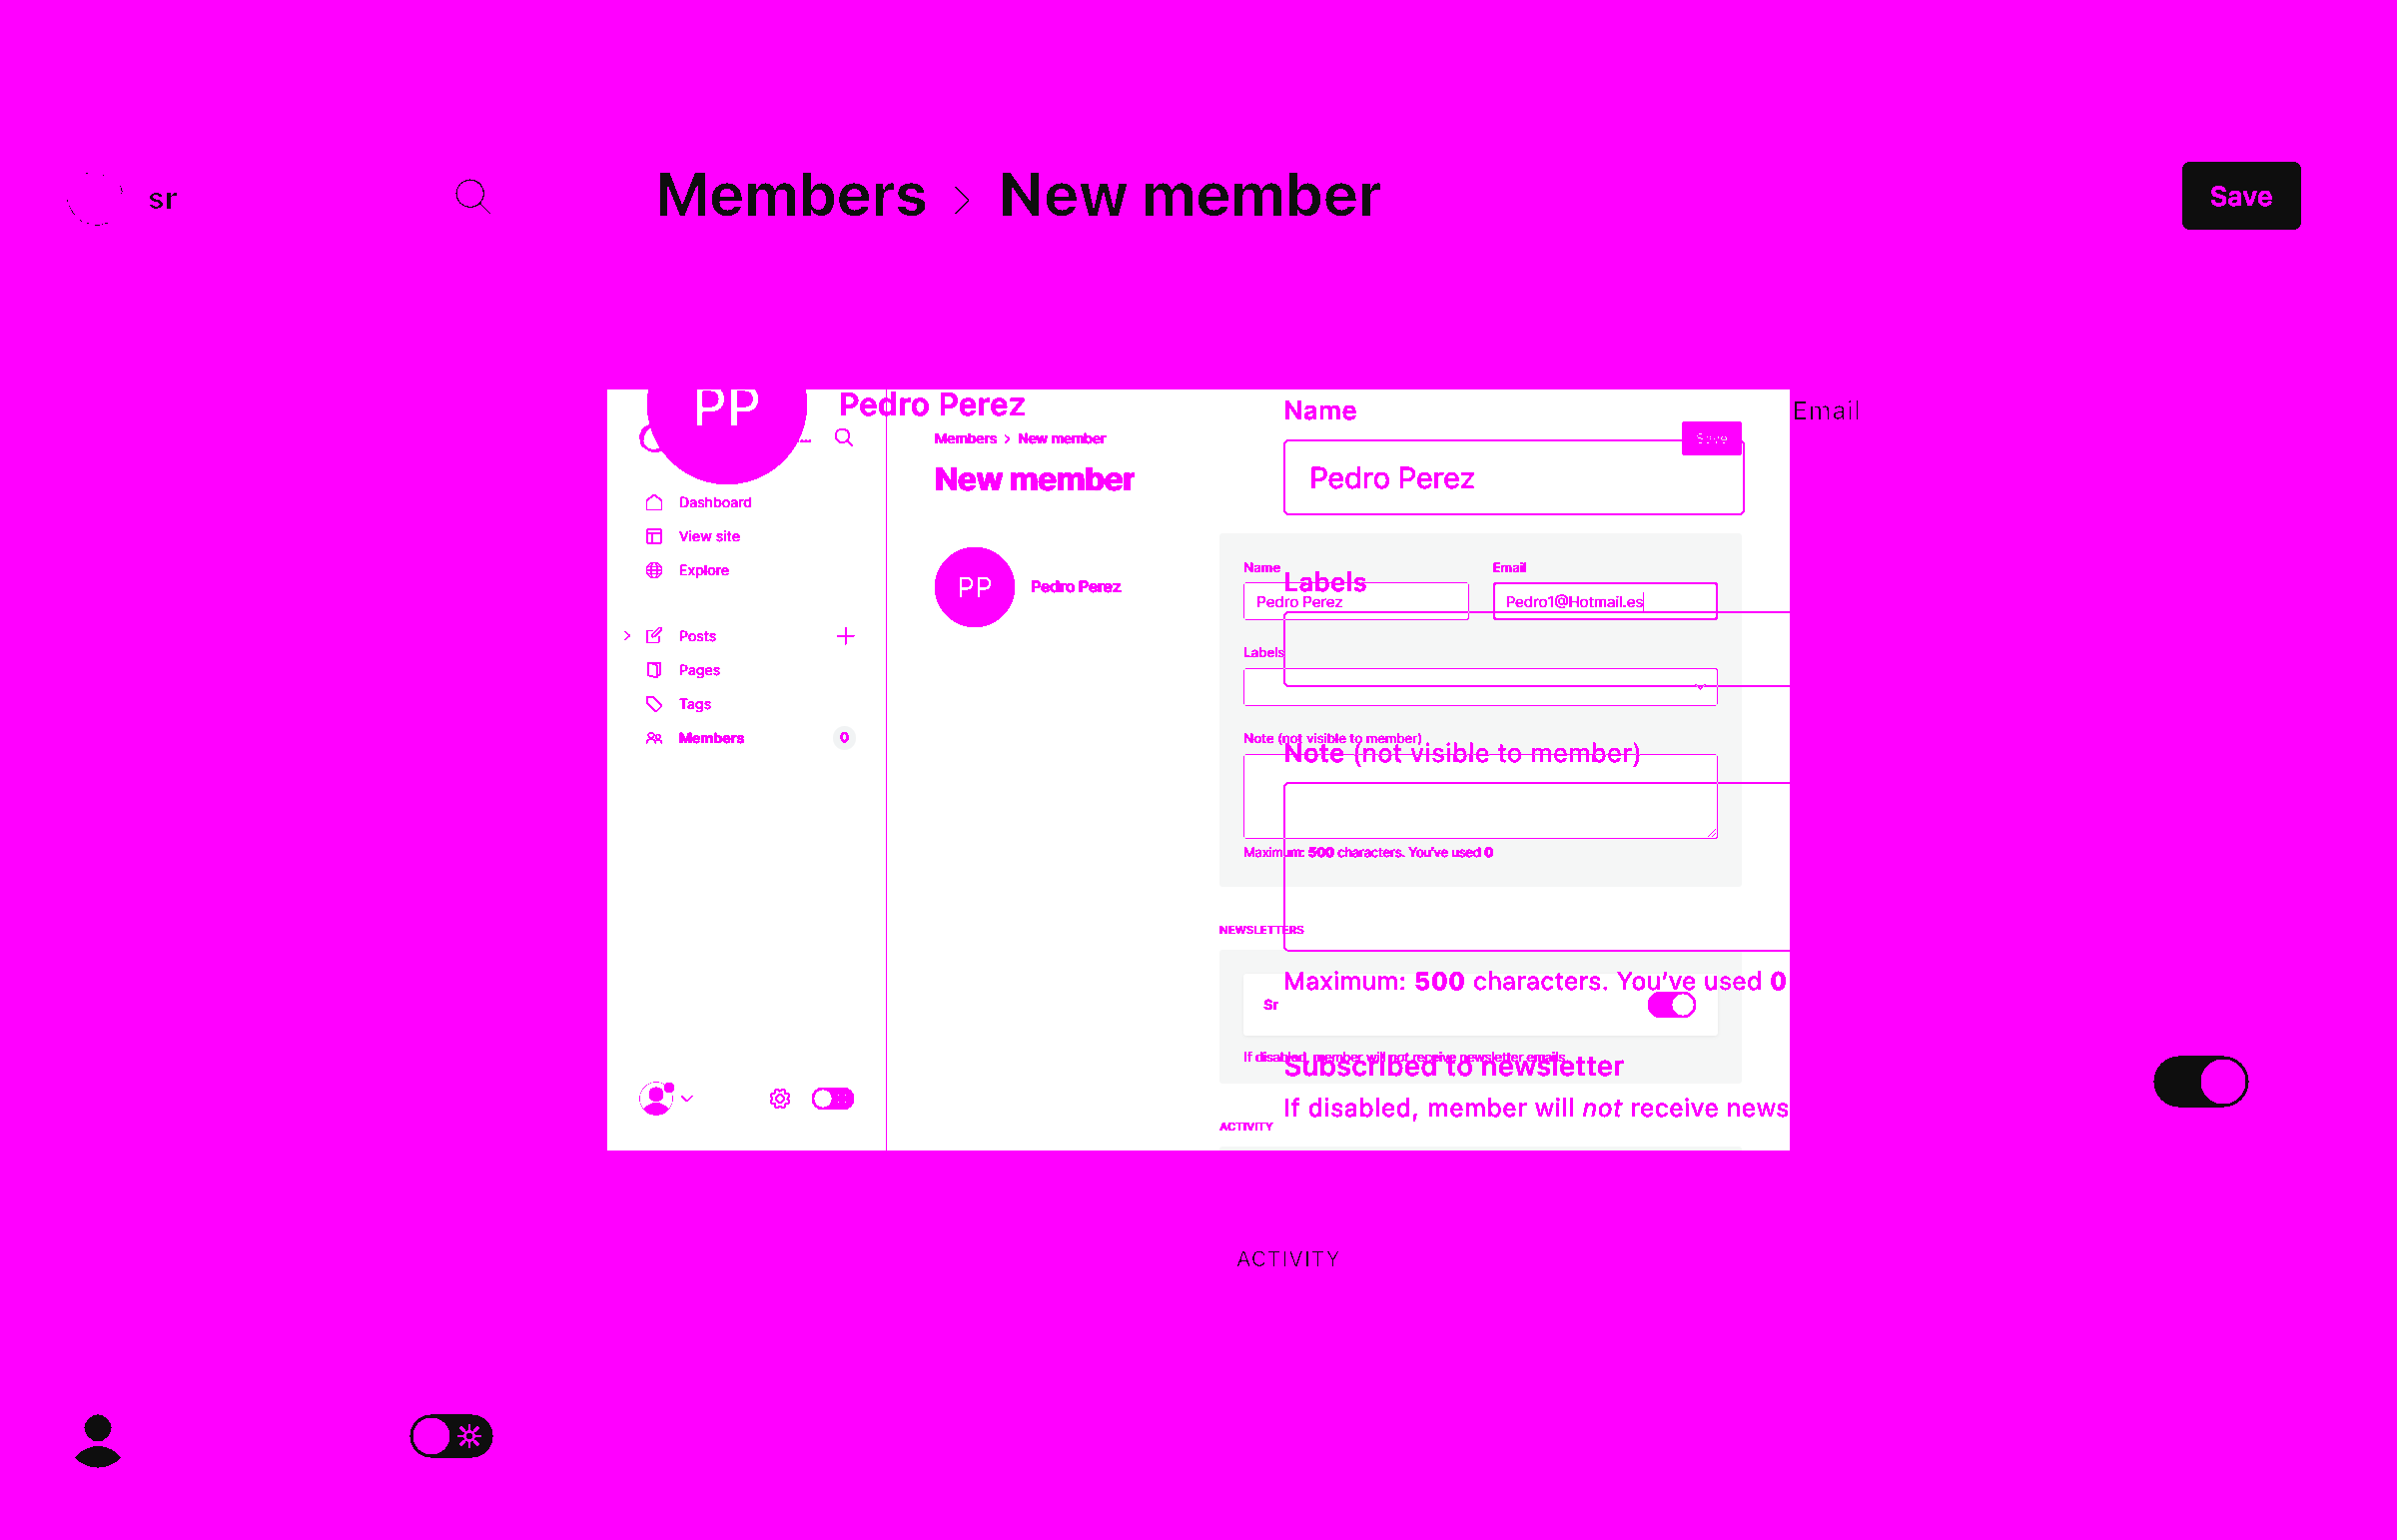 sr
Members > New member
Save
PP
Pedro Perez
Name
Email
Members > New member
Save
New member
Pedro Perez
Dashboard
View site
Explore
PP
Pedro Perez
Name
Email
Labels
Pedro Perez
Pedro1@Hotmail.es
Posts
Labels
Pages
Tags
Members
0
Note (not visible to member)
Note (not visible to member)
Maximum: 500 characters. You've used 0
NEWSLETTERS
Maximum: 500 characters. You've used 0
Sr
If disabled, member will not receive newsletter emails
Subscribed to newsletter
If disabled, member will not receive news
ACTIVITY
ACTIVITY